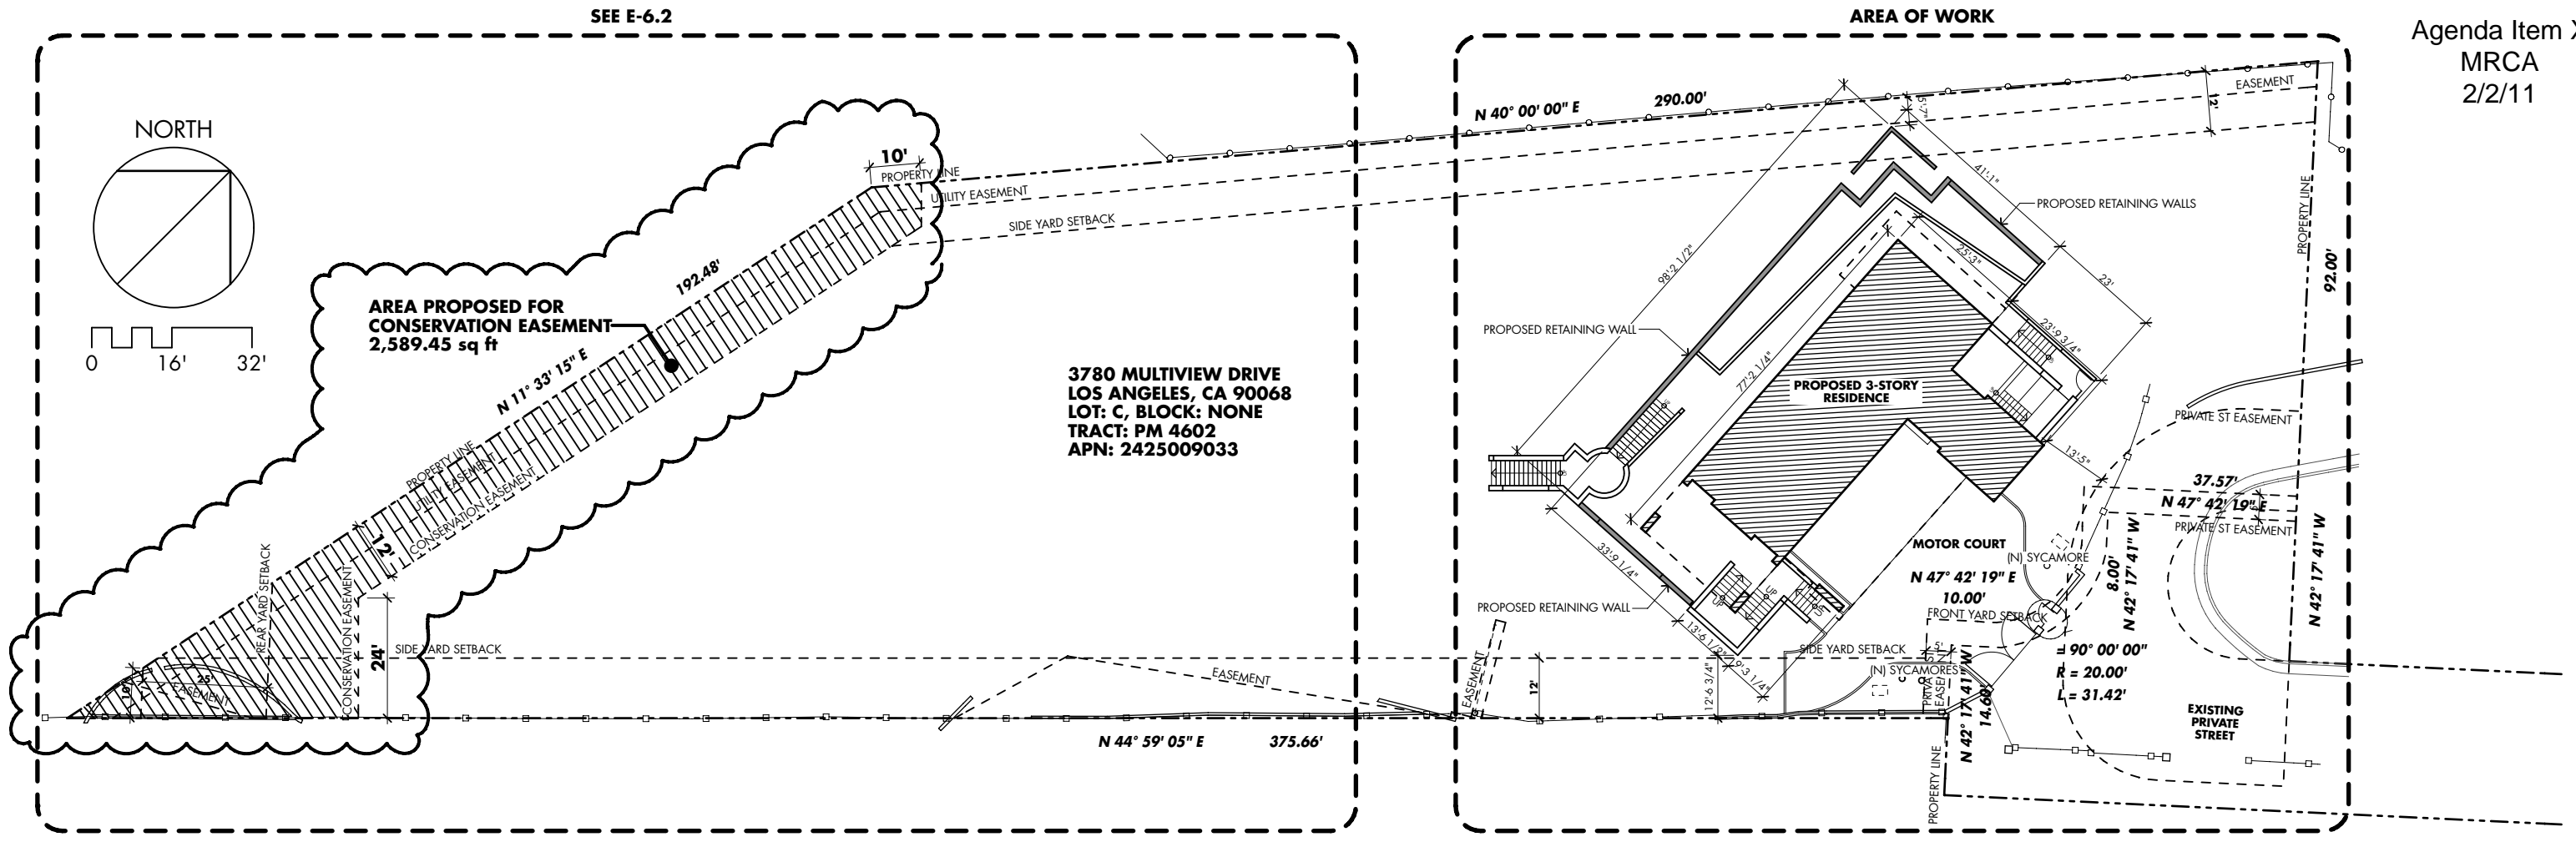 SEE E-6.2
AREA OF WORK
Agenda Item X
MRCA
2/2/11
NORTH
0 16' 32'
AREA PROPOSED FOR
CONSERVATION EASEMENT
2,589.45 sq ft
192.48'
N 11° 33' 15" E
10'
PROPERTY LINE
UTILITY EASEMENT
SIDE YARD SETBACK
PROPERTY LINE
UTILITY EASEMENT
CONSERVATION EASEMENT
12'
REAR YARD SETBACK
CONSERVATION EASEMENT
24'
SIDE YARD SETBACK
10'
25'
EASEMENT
3780 MULTIVIEW DRIVE
LOS ANGELES, CA 90068
LOT: C, BLOCK: NONE
TRACT: PM 4602
APN: 2425009033
N 44° 59' 05" E 375.66'
EASEMENT
EASEMENT
N 40° 00' 00" E 290.00'
5'-7"
EASEMENT
12'
41'-1"
PROPOSED RETAINING WALLS
PROPERTY LINE
92.00'
98'-2 1/2"
25'-3"
23'
PROPOSED RETAINING WALL
77'-2 1/4"
23'-9 3/4"
PROPOSED 3-STORY
RESIDENCE
PRIVATE ST EASEMENT
13'-5"
37.57'
N 47° 42' 19" E
PRIVATE ST EASEMENT
33'-9 1/4"
MOTOR COURT
(N) SYCAMORE
N 47° 42' 19" E
10.00'
FRONT YARD SETBACK
8.00'
N 42° 17' 41" W
N 42° 17' 41" W
PROPOSED RETAINING WALL
UP
UP
13'-6 1/2"
9'-3 1/4"
12'-6 3/4"
12'
SIDE YARD SETBACK
(N) SYCAMORES
5'
N 42° 17' 41" W
14.60'
= 90° 00' 00"
R = 20.00'
L = 31.42'
EXISTING
PRIVATE
STREET
PROPERTY LINE